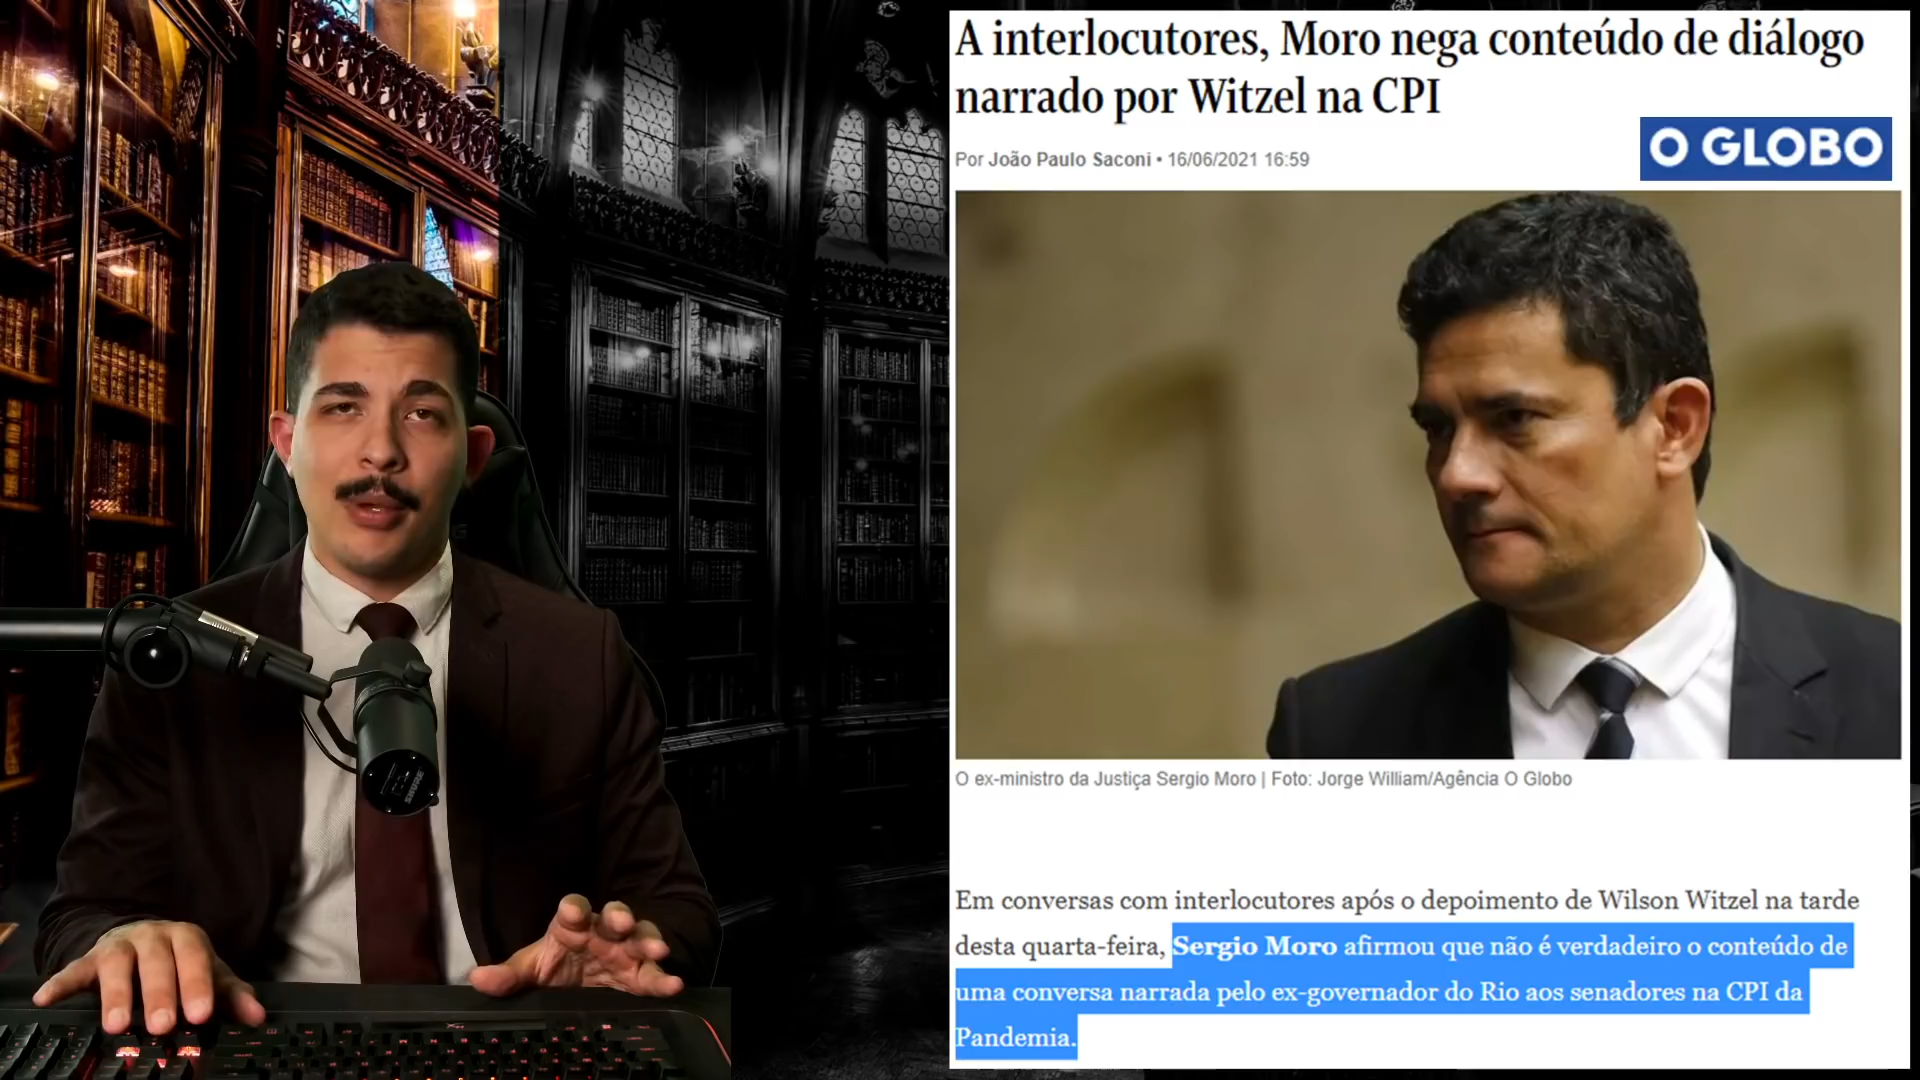 A interlocutores, Moro nega conteúdo de diálogo
narrado por Witzel na CPI
Por João Paulo Saconi • 16/06/2021 16:59
O GLOBO
O ex-ministro da Justiça Sergio Moro | Foto: Jorge William/Agência O Globo
Em conversas com interlocutores após o depoimento de Wilson Witzel na tarde
desta quarta-feira, Sergio Moro afirmou que não é verdadeiro o conteúdo de
uma conversa narrada pelo ex-governador do Rio aos senadores na CPI da
Pandemia.
SHURE